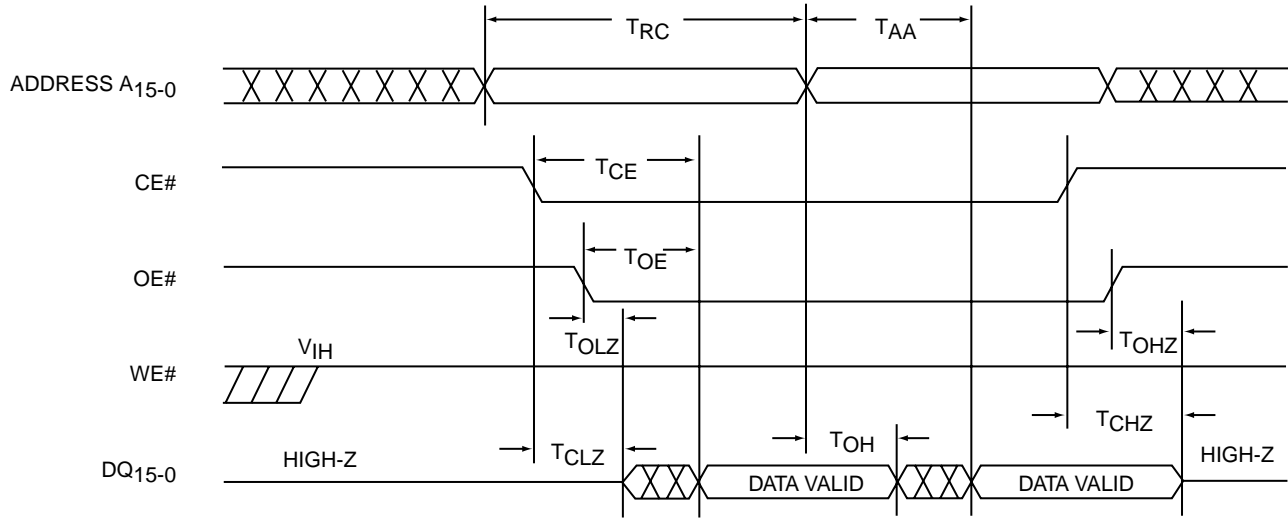 TRC
TAA
ADDRESS A15-0
TCE
CE#
TOE
OE#
TOLZ
TOHZ
VIH
WE#
TCLZ
TOH
TCHZ
HIGH-Z
HIGH-Z
DQ15-0
DATA VALID
DATA VALID